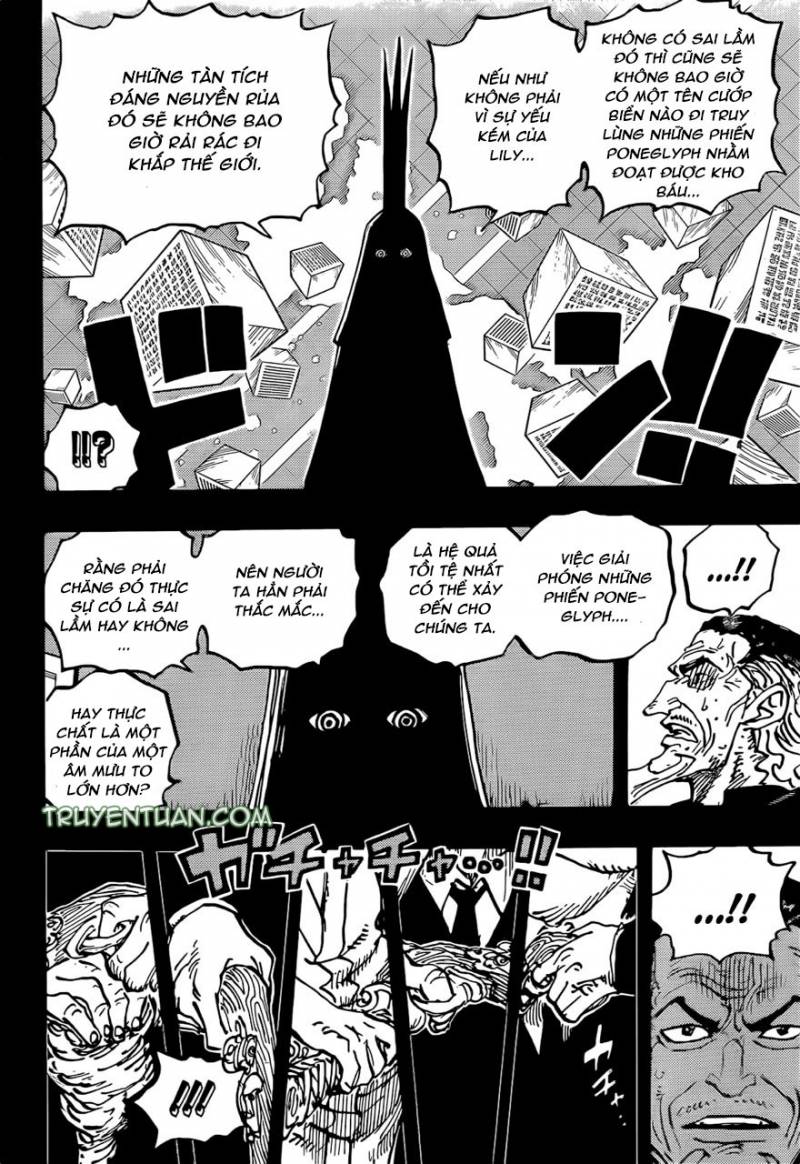 KHÔNG CÓ SAI LẦM
ĐÓ THÌ CŨNG SẼ
KHÔNG BAO GIỜ
CÓ MỘT TÊN CƯỚP
BIỂN NÀO ĐI TRUY
LÙNG NHỮNG PHIẾN
PONEGLYPH NHẰM
ĐOẠT ĐƯỢC KHO
BÁU...
NẾU NHƯ
KHÔNG PHẢI
VÌ SỰ YẾU
KÉM CỦA
LILY...
NHỮNG TÀN TÍCH
ĐÁNG NGUYỀN RỦA
ĐÓ SẼ KHÔNG BAO
GIỜ RẢI RÁC ĐI
KHẮP THẾ GIỚI.
!!?
...!!
VIỆC GIẢI
PHÓNG NHỮNG
PHIẾN PONE-
GLYPH....
LÀ HỆ QUẢ
TỒI TỆ NHẤT
CÓ THỂ XẢY
ĐẾN CHO
CHÚNG TA.
NÊN NGƯỜI
TA HẲN PHẢI
THẮC MẮC...
RẰNG PHẢI
CHĂNG ĐÓ THỰC
SỰ CÓ LÀ SAI
LẦM HAY KHÔNG
...
HAY THỰC
CHẤT LÀ MỘT
PHẦN CỦA MỘT
ÂM MƯU TO
LỚN HƠN?
TRUYENTUAN.COM
...!!
ガチャチャ...!!
チャッ
!!!